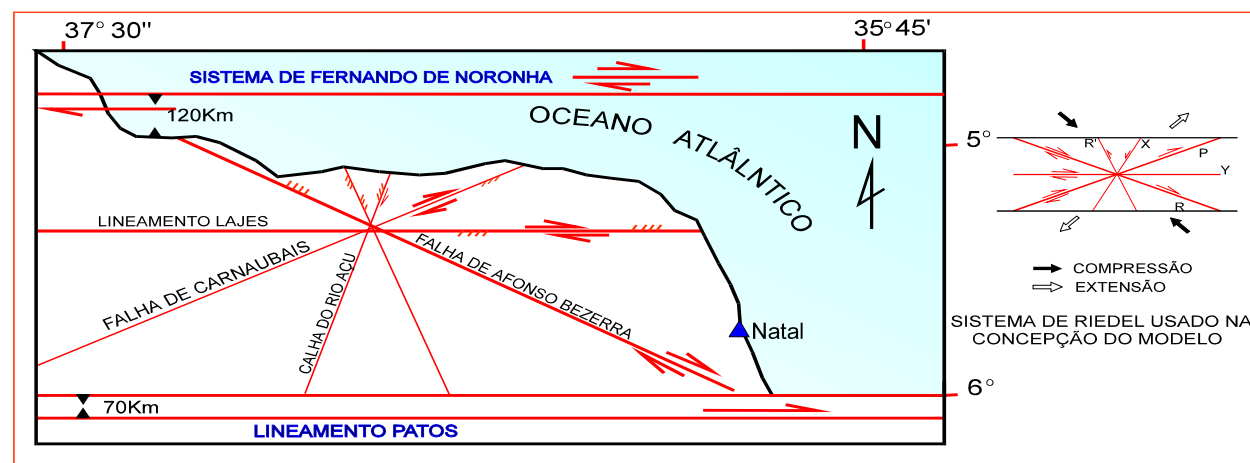 37° 30"
35° 45'
SISTEMA DE FERNANDO DE NORONHA
120Km
OCEANO ATLÂLNTICO
N
5°
LINEAMENTO LAJES
FALHA DE CARNAUBAIS
CALHA DO RIO AÇU
FALHA DE AFONSO BEZERRA
Natal
6°
70Km
LINEAMENTO PATOS
R'
X
P
Y
R
COMPRESSÃO
EXTENSÃO
SISTEMA DE RIEDEL USADO NA
CONCEPÇÃO DO MODELO